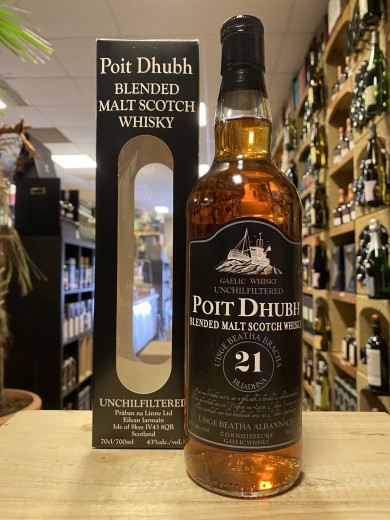 Poit Dhubh
BLENDED
MALT SCOTCH
WHISKY
UNCHILFILTERED
Pràban na Linne Ltd
Eilean Iarmain
Isle of Skye IV43 8QR
Scotland
70cl/700ml 43%alc./vol.
GAELIC WHISKY
UNCHILFILTERED
POIT DHUBH
BLENDED MALT SCOTCH WHISKY
UISGE BEATHA BRACHA
21
BLIADHNA
UISGE BEATHA ALBANNACH
CONNOISSEURS
GAELIC WHISKY